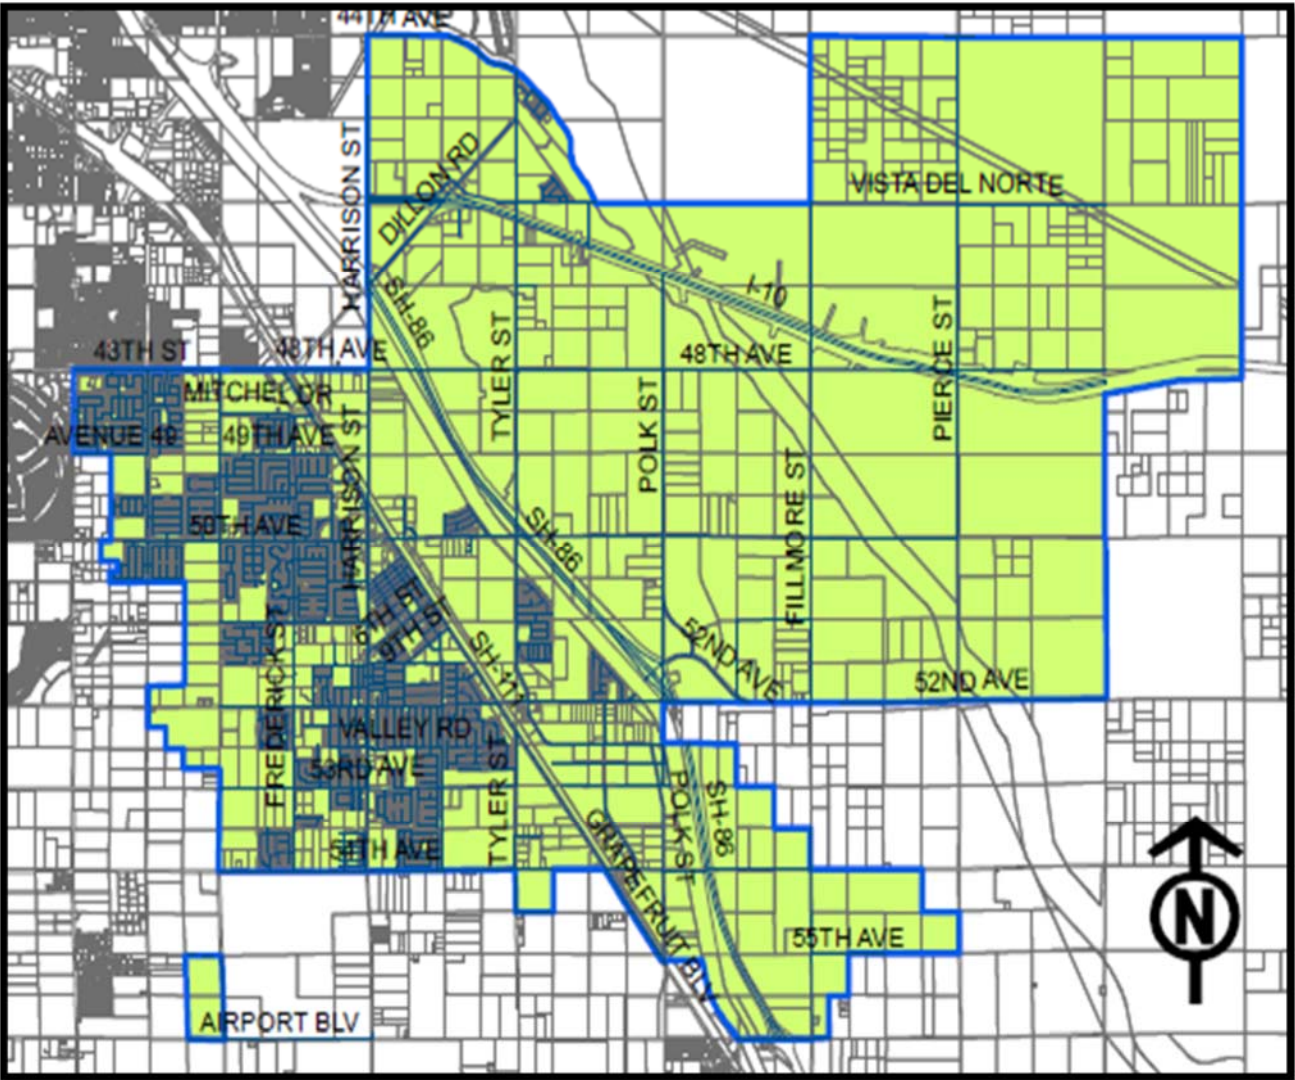 44TH AVE
HARRISON ST
DILLON RD
VISTA DEL NORTE
I-10
SH-86
43TH ST
48TH AVE
48TH AVE
TYLER ST
POLK ST
PIERCE ST
MITCHEL DR
AVENUE 49
49TH AVE
HARRISON ST
FILLMORE ST
50TH AVE
SH-86
6TH ST
9TH ST
52ND AVE
52ND AVE
SH-111
FREDERICK ST
VALLEY RD
53RD AVE
TYLER ST
POLK ST
SH-86
54TH AVE
GRAPEFRUIT BLV
55TH AVE
AIRPORT BLV
N